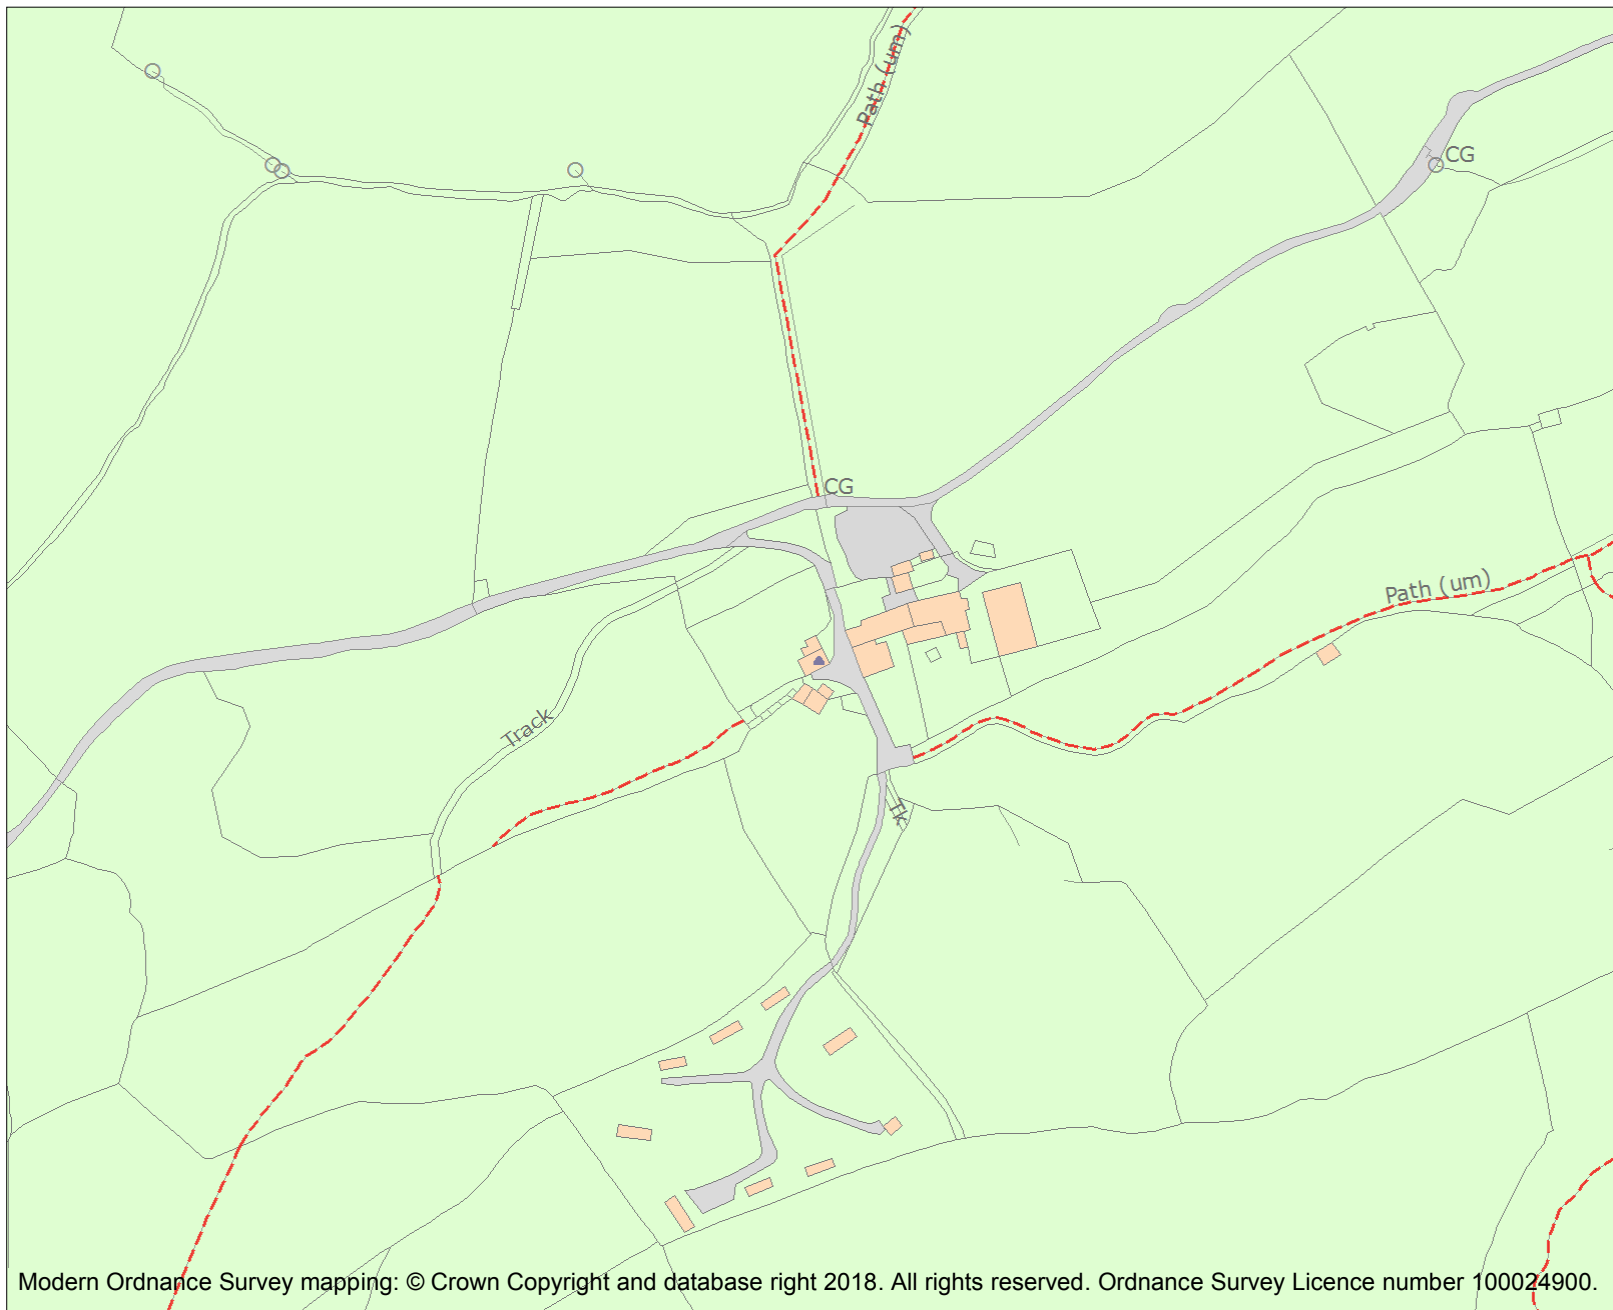 Path (um)
CG
CG
Path (um)
Track
Tk
Modern Ordnance Survey mapping: © Crown Copyright and database right 2018. All rights reserved. Ordnance Survey Licence number 100024900.